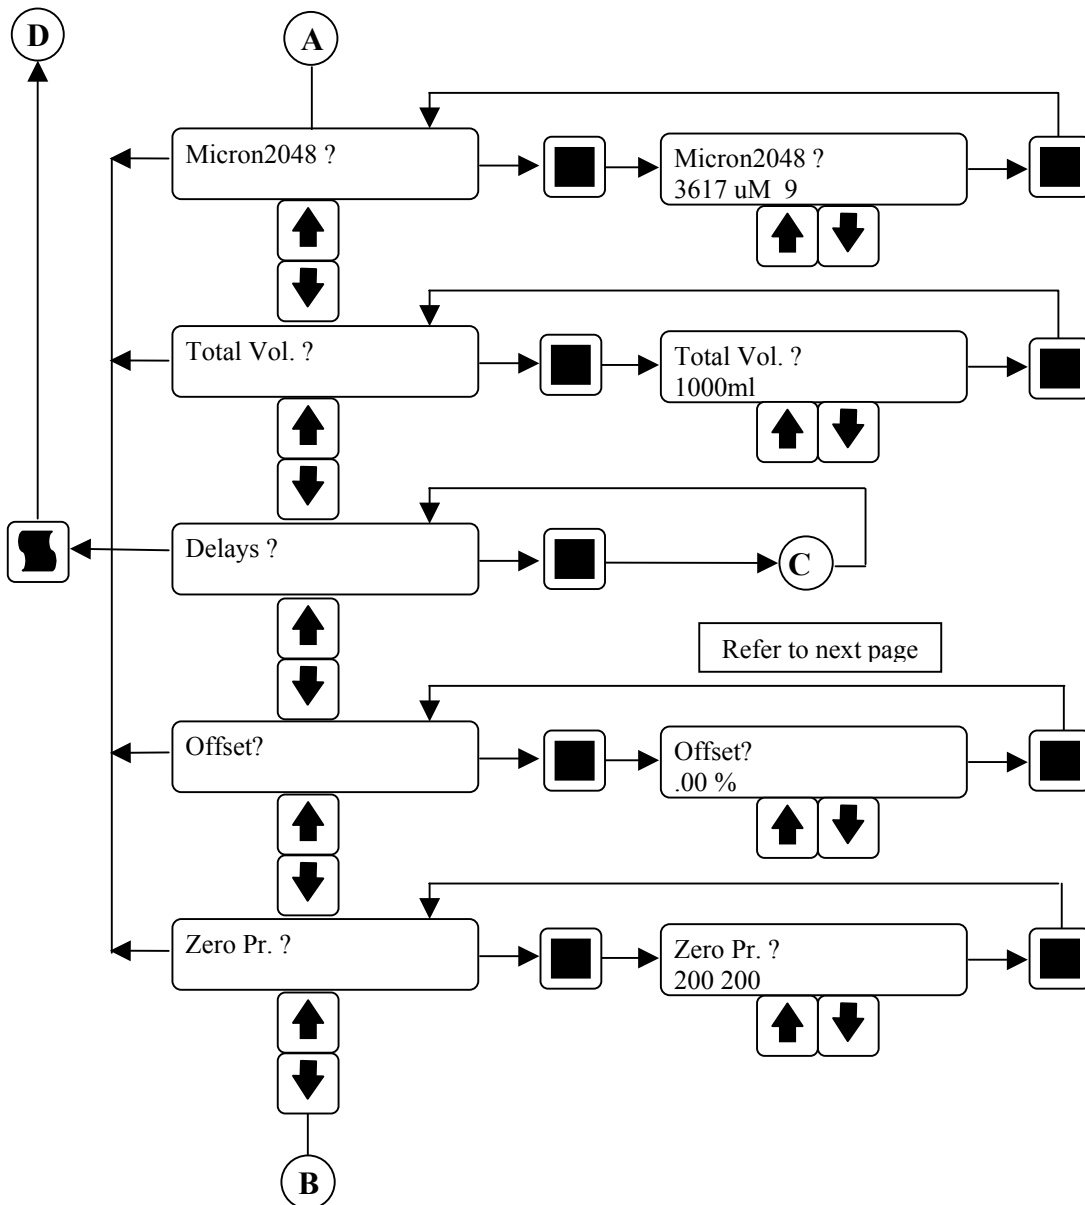 D
A
Micron2048 ?
Micron2048 ?
3617 uM  9
Total Vol. ?
Total Vol. ?
1000ml
Delays ?
C
Refer to next page
Offset?
Offset?
.00 %
Zero Pr. ?
Zero Pr. ?
200 200
B